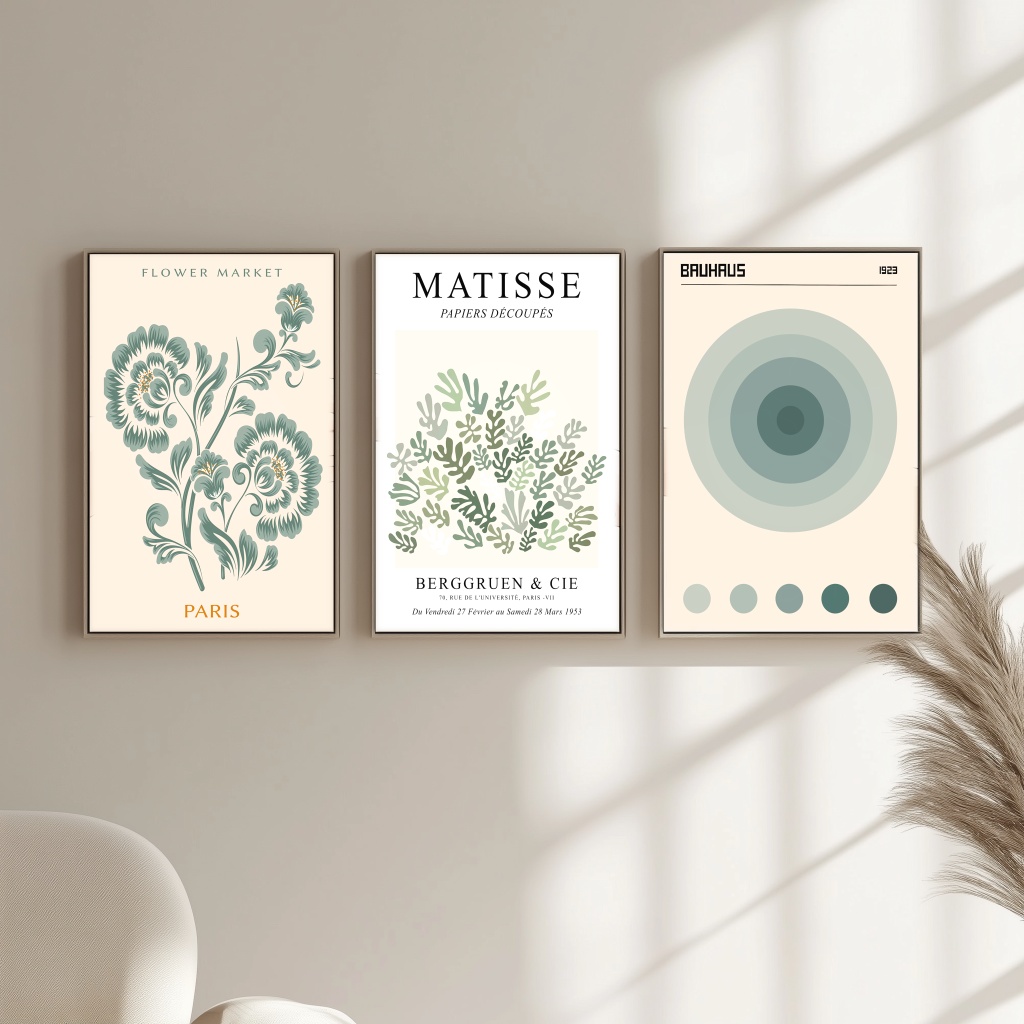 FLOWER MARKET
PARIS
MATISSE
PAPIERS DÉCOUPÉS
BERGGRUEN & CIE
70, RUE DE L'UNIVERSITÉ, PARIS -VII
Du Vendredi 27 Février au Samedi 28 Mars 1953
BAUHAUS 1923